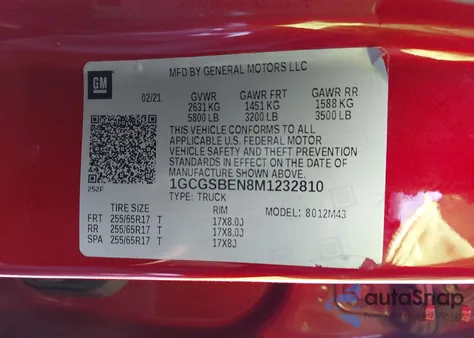 GM
MFD BY GENERAL MOTORS LLC
02/21 GVWR GAWR FRT GAWR RR
2631 KG 1451 KG 1588 KG
5800 LB 3200 LB 3500 LB
THIS VEHICLE CONFORMS TO ALL
APPLICABLE U.S. FEDERAL MOTOR
VEHICLE SAFETY AND THEFT PREVENTION
STANDARDS IN EFFECT ON THE DATE OF
MANUFACTURE SHOWN ABOVE.
252F 1GCGSBEN8M1232810
TYPE: TRUCK
TIRE SIZE RIM MODEL: 8012M43
FRT 255/65R17 T 17X8.0J
RR 255/65R17 T 17X8.0J
SPA 255/65R17 T 17X8J
autoSnap